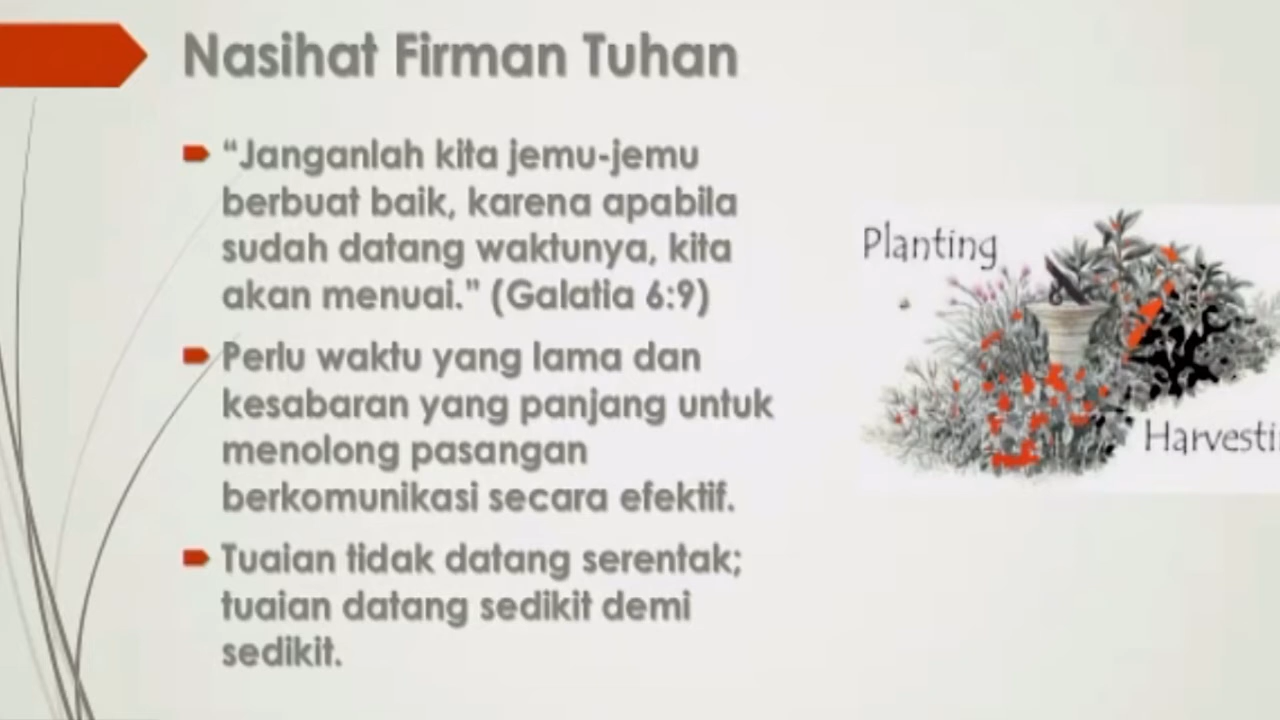 Nasihat Firman Tuhan
“Janganlah kita jemu-jemu
berbuat baik, karena apabila
sudah datang waktunya, kita
akan menuai.” (Galatia 6:9)
Perlu waktu yang lama dan
kesabaran yang panjang untuk
menolong pasangan
berkomunikasi secara efektif.
Tuaian tidak datang serentak;
tuaian datang sedikit demi
sedikit.
Planting